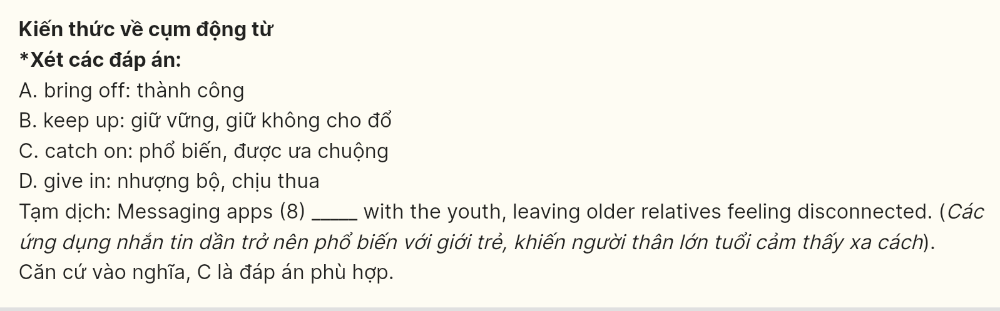 Kiến thức về cụm động từ
*Xét các đáp án:
A. bring off: thành công
B. keep up: giữ vững, giữ không cho đổ
C. catch on: phổ biến, được ưa chuộng
D. give in: nhượng bộ, chịu thua
Tạm dịch: Messaging apps (8) _____ with the youth, leaving older relatives feeling disconnected. (Các
ứng dụng nhắn tin dần trở nên phổ biến với giới trẻ, khiến người thân lớn tuổi cảm thấy xa cách).
Căn cứ vào nghĩa, C là đáp án phù hợp.